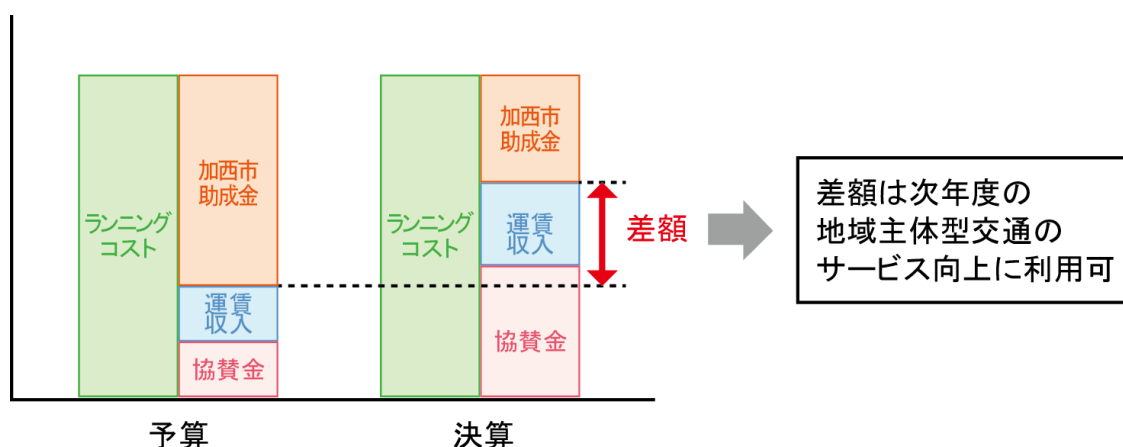 ランニング
コスト
加西市
助成金
運賃
収入
協賛金
予算
ランニング
コスト
加西市
助成金
運賃
収入
協賛金
決算
差額
差額は次年度の
地域主体型交通の
サービス向上に利用可